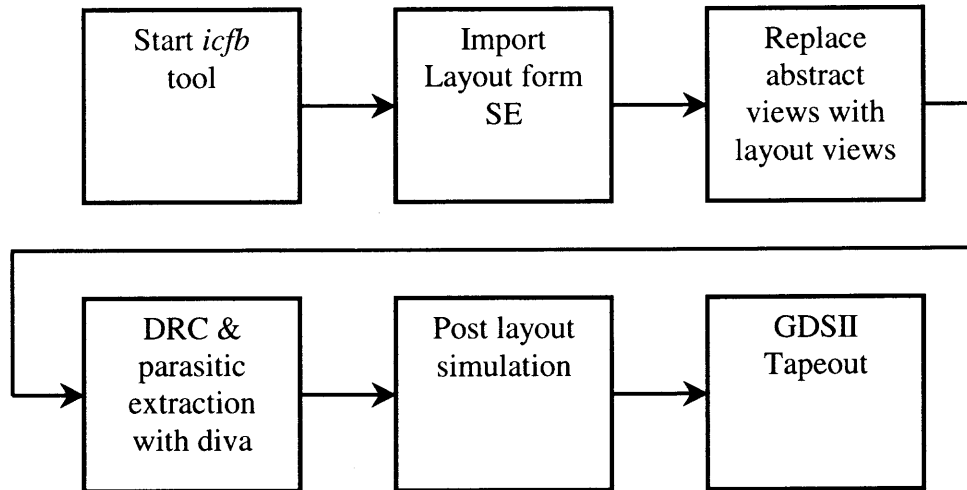 Start icfb
tool
Import
Layout form
SE
Replace
abstract
views with
layout views
DRC &
parasitic
extraction
with diva
Post layout
simulation
GDSII
Tapeout